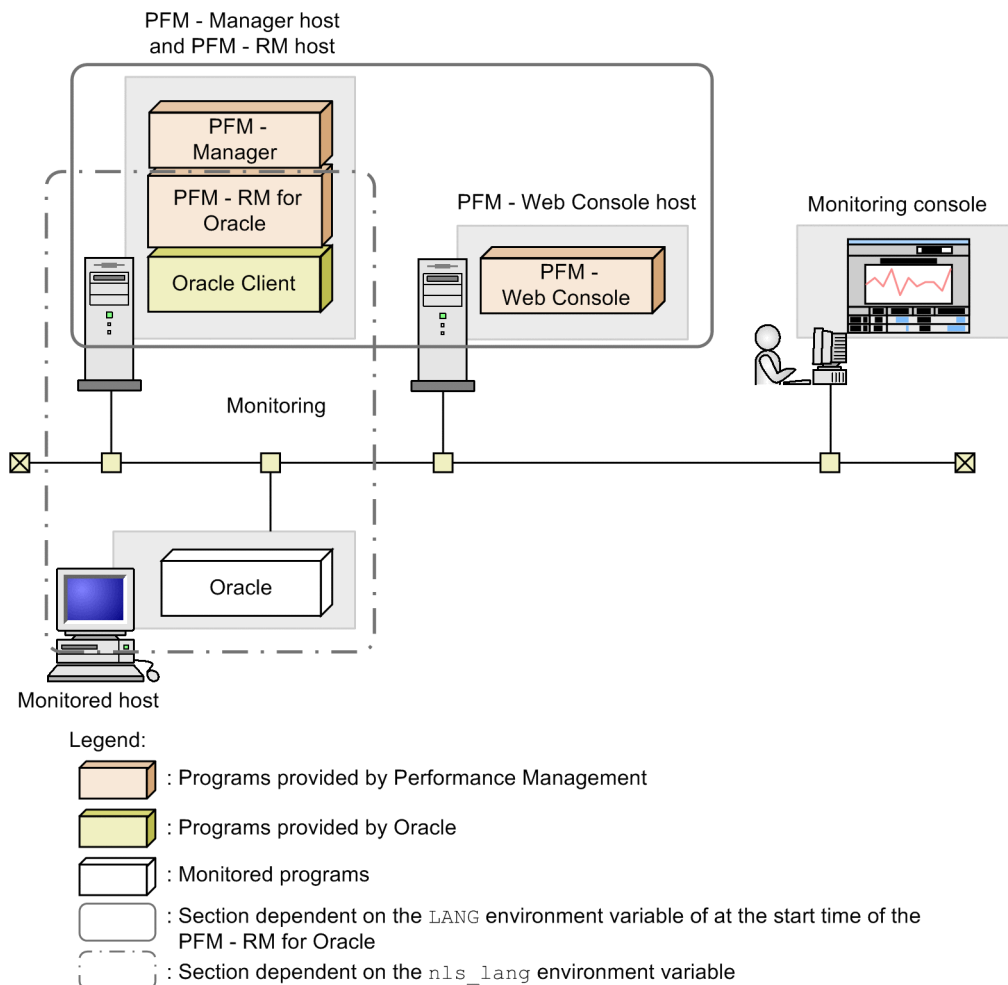 PFM - Manager host
and PFM - RM host
PFM -
Manager
PFM - RM for
Oracle
Oracle Client
PFM - Web Console host
PFM -
Web Console
Monitoring console
Monitoring
Oracle
Monitored host
Legend:
: Programs provided by Performance Management
: Programs provided by Oracle
: Monitored programs
: Section dependent on the LANG environment variable of at the start time of the
PFM - RM for Oracle
: Section dependent on the nls_lang environment variable